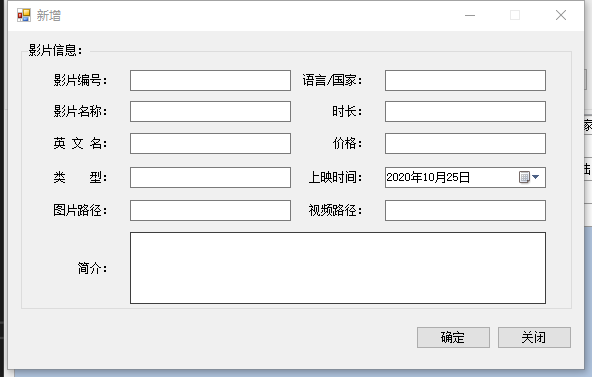 新增
影片信息：
影片编号： 语言/国家：
影片名称： 时长：
英 文 名： 价格：
类 型： 上映时间： 2020年10月25日
图片路径： 视频路径：
简介：
确定 关闭
家